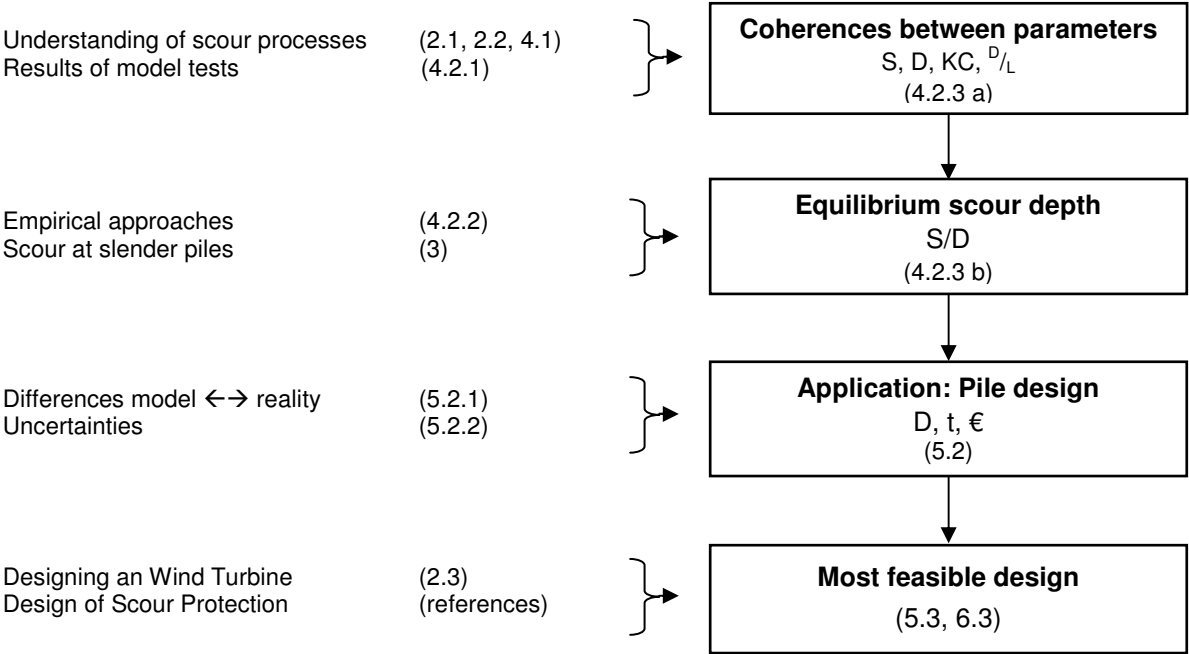 Understanding of scour processes (2.1, 2.2, 4.1)
Results of model tests (4.2.1)
Coherences between parameters
S, D, KC, D/L
(4.2.3 a)
Empirical approaches (4.2.2)
Scour at slender piles (3)
Equilibrium scour depth
S/D
(4.2.3 b)
Differences model ←→ reality (5.2.1)
Uncertainties (5.2.2)
Application: Pile design
D, t, €
(5.2)
Designing an Wind Turbine (2.3)
Design of Scour Protection (references)
Most feasible design
(5.3, 6.3)